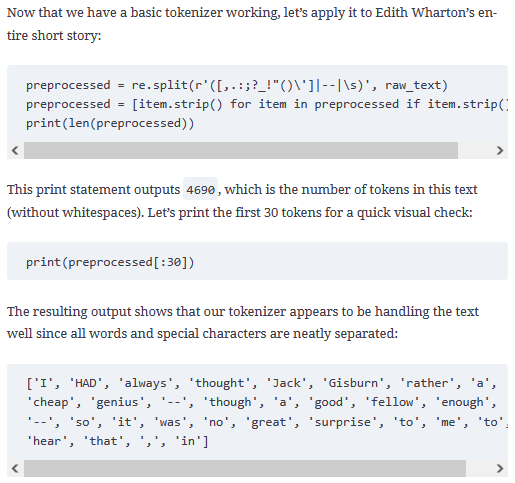 Now that we have a basic tokenizer working, let’s apply it to Edith Wharton’s en-
tire short story:
preprocessed = re.split(r'([,.:;?_!"()\']|--|\s)', raw_text)
preprocessed = [item.strip() for item in preprocessed if item.strip()
print(len(preprocessed))
This print statement outputs 4690, which is the number of tokens in this text
(without whitespaces). Let’s print the first 30 tokens for a quick visual check:
print(preprocessed[:30])
The resulting output shows that our tokenizer appears to be handling the text
well since all words and special characters are neatly separated:
['I', 'HAD', 'always', 'thought', 'Jack', 'Gisburn', 'rather', 'a',
'cheap', 'genius', '--', 'though', 'a', 'good', 'fellow', 'enough',
'--', 'so', 'it', 'was', 'no', 'great', 'surprise', 'to', 'me', 'to',
'hear', 'that', ',', 'in']